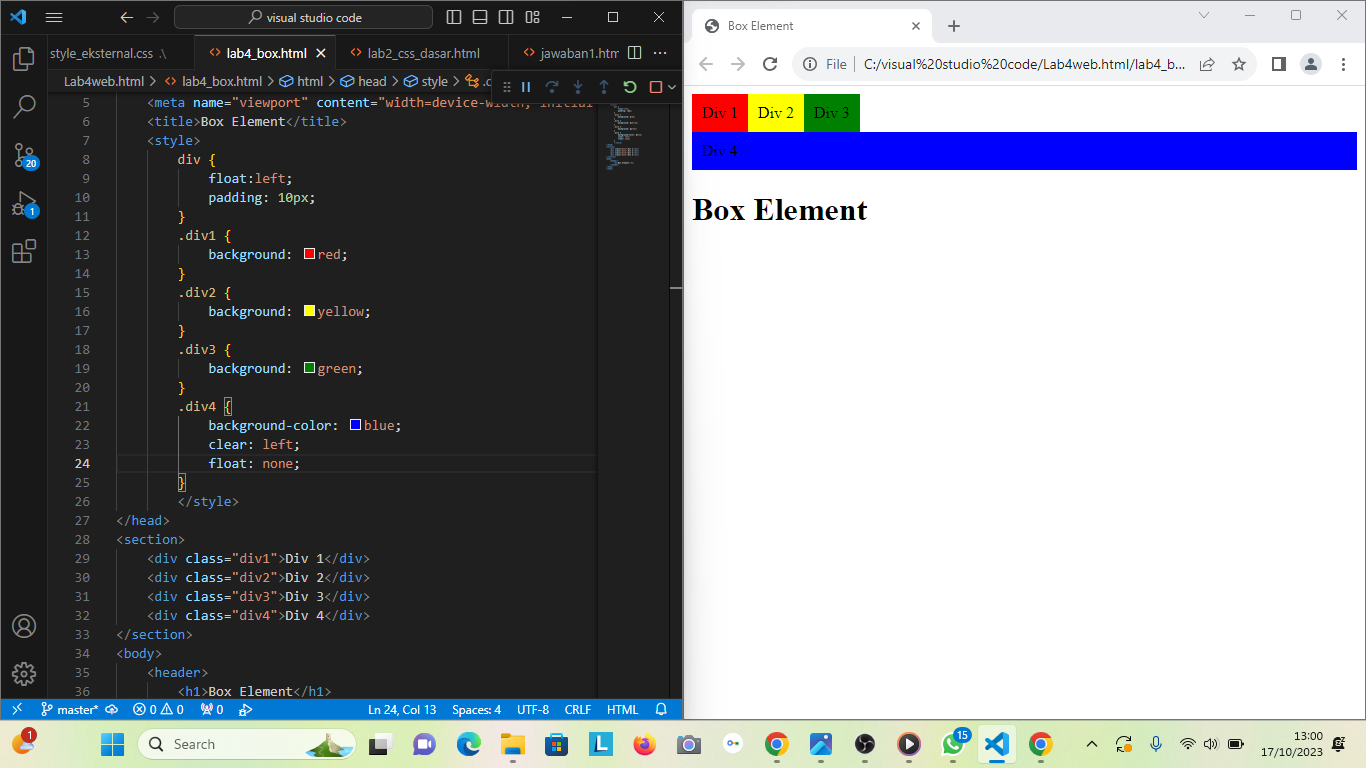 visual studio code
style_eksternal.css .\
lab4_box.html
lab2_css_dasar.html
jawaban1.htm
Lab4web.html > lab4_box.html > html > head > style > .c
5 <meta name="viewport" content="width=device-width, initial
6 <title>Box Element</title>
7 <style>
8 div {
9 float:left;
10 padding: 10px;
11 }
12 .div1 {
13 background: red;
14 }
15 .div2 {
16 background: yellow;
17 }
18 .div3 {
19 background: green;
20 }
21 .div4 {
22 background-color: blue;
23 clear: left;
24 float: none;
25 }
26 </style>
27 </head>
28 <section>
29 <div class="div1">Div 1</div>
30 <div class="div2">Div 2</div>
31 <div class="div3">Div 3</div>
32 <div class="div4">Div 4</div>
33 </section>
34 <body>
35 <header>
36 <h1>Box Element</h1>
20
1
master* 0 0 0 Ln 24, Col 13 Spaces: 4 UTF-8 CRLF HTML
Box Element
File | C:/visual%20studio%20code/Lab4web.html/lab4_b...
Div 1 Div 2 Div 3
Div 4
Box Element
1
Search
L
15
13:00
17/10/2023